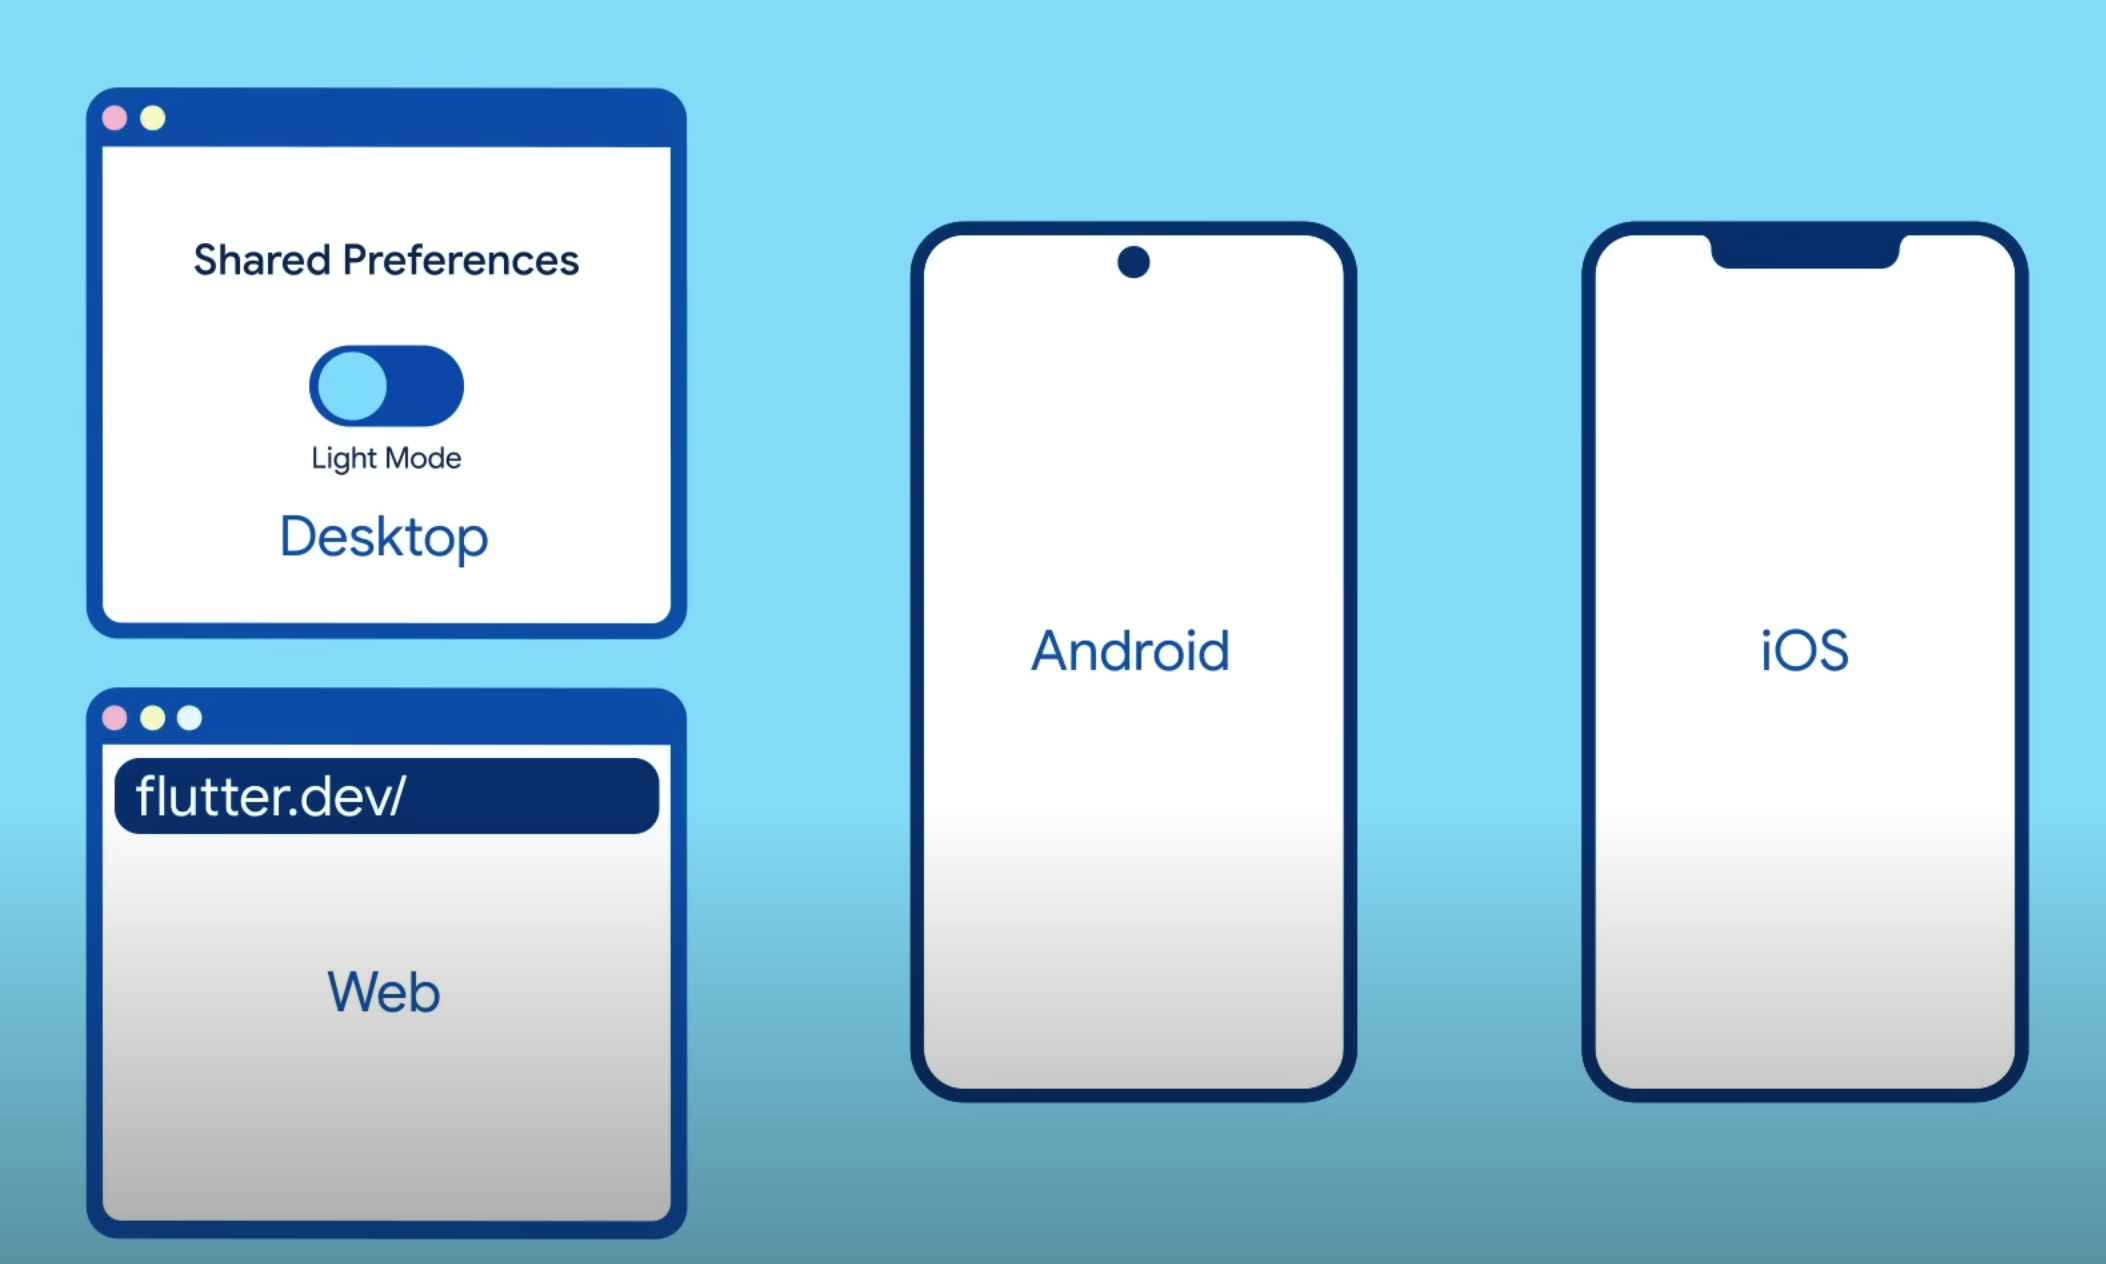 Shared Preferences
Light Mode
Desktop
flutter.dev/
Web
Android
iOS